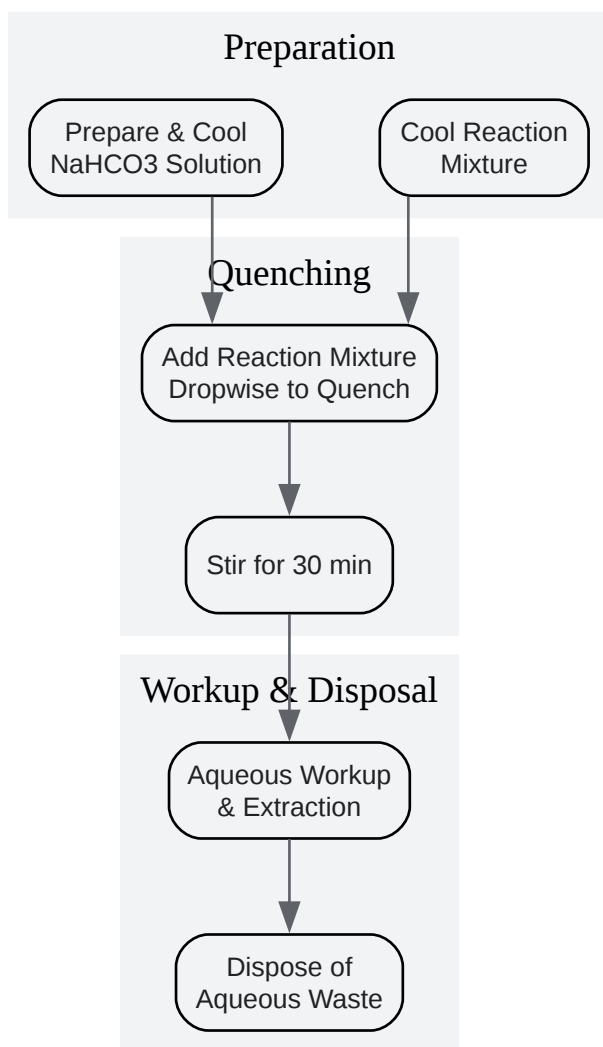 Preparation
Prepare & Cool
NaHCO3 Solution
Cool Reaction
Mixture
Quenching
Add Reaction Mixture
Dropwise to Quench
Stir for 30 min
Workup & Disposal
Aqueous Workup
& Extraction
Dispose of
Aqueous Waste